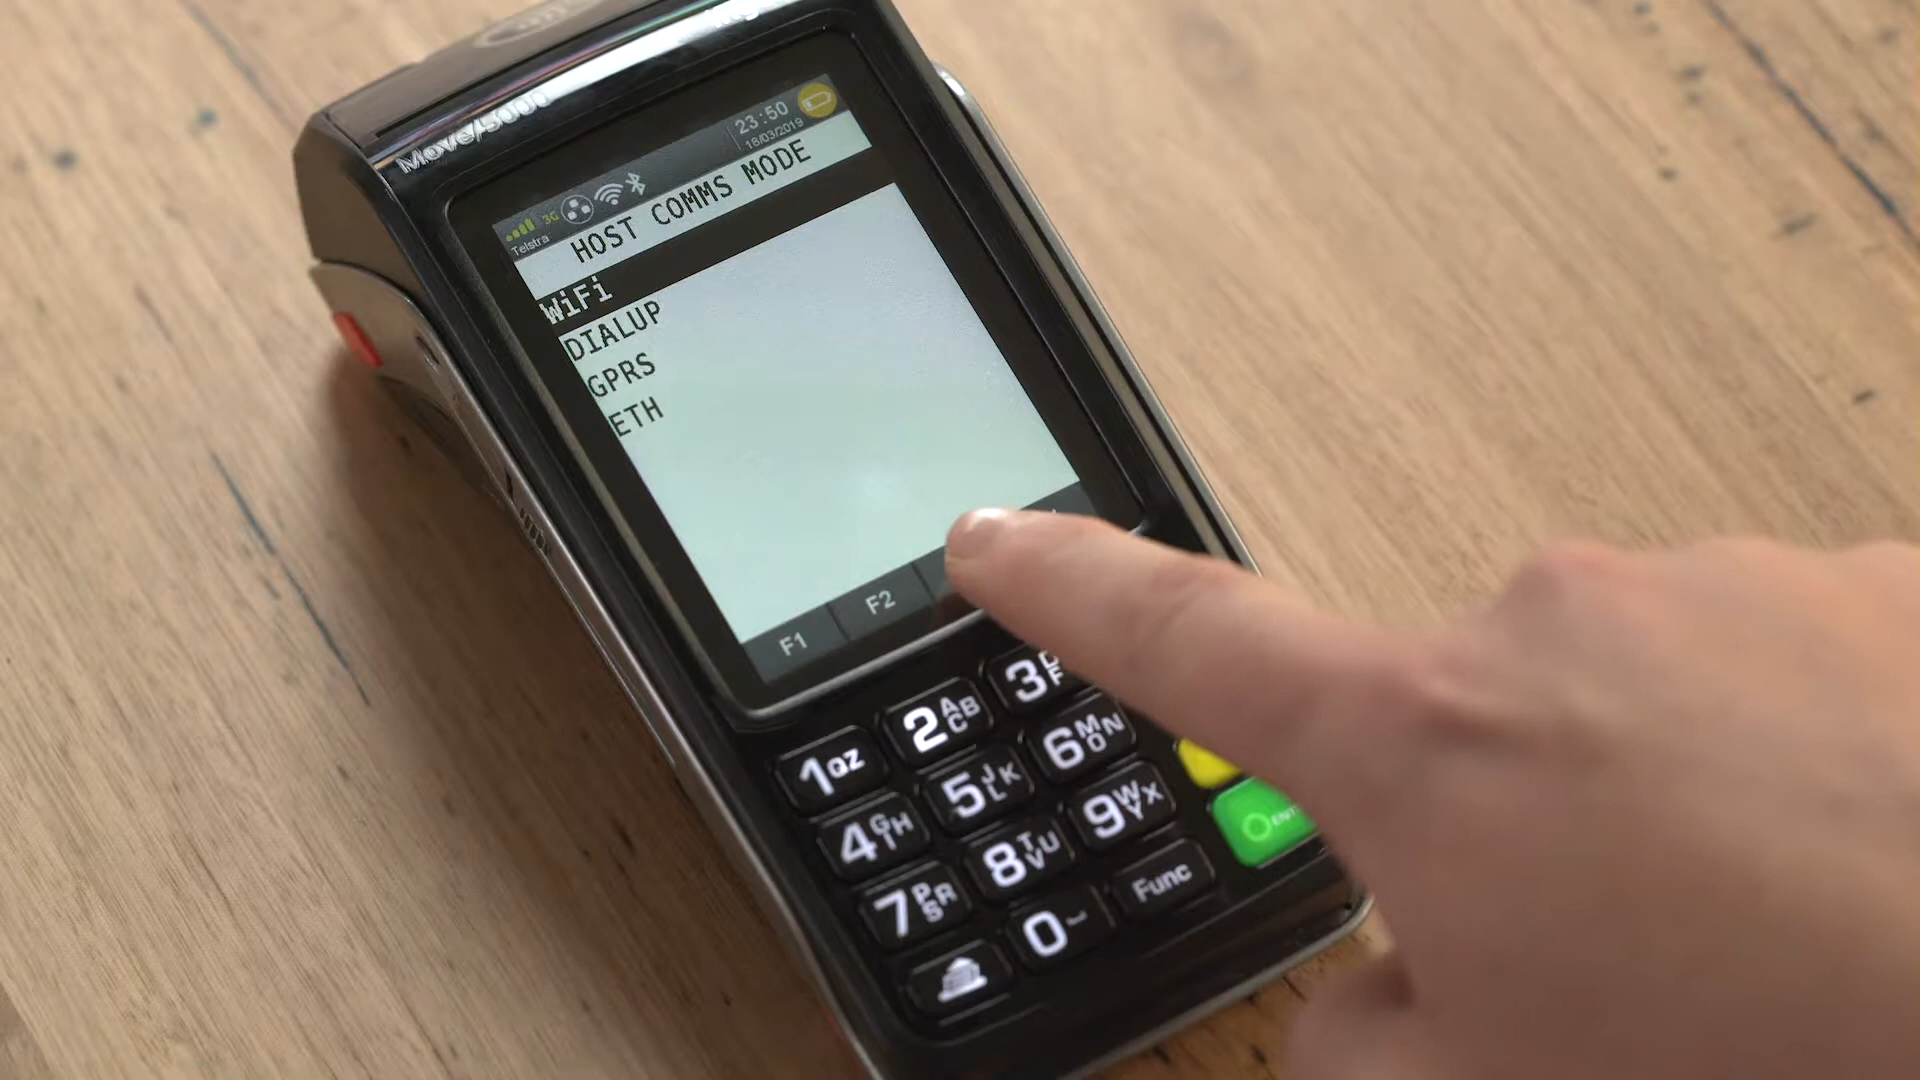 Move/5000
23:50
18/03/2019
3G
Telstra
HOST COMMS MODE
WiFi
DIALUP
GPRS
ETH
F1 F2
1QZ 2ABC 3
4GHI 5JKL 6MNO
7PRS 8TUV 9WXY
0 Func